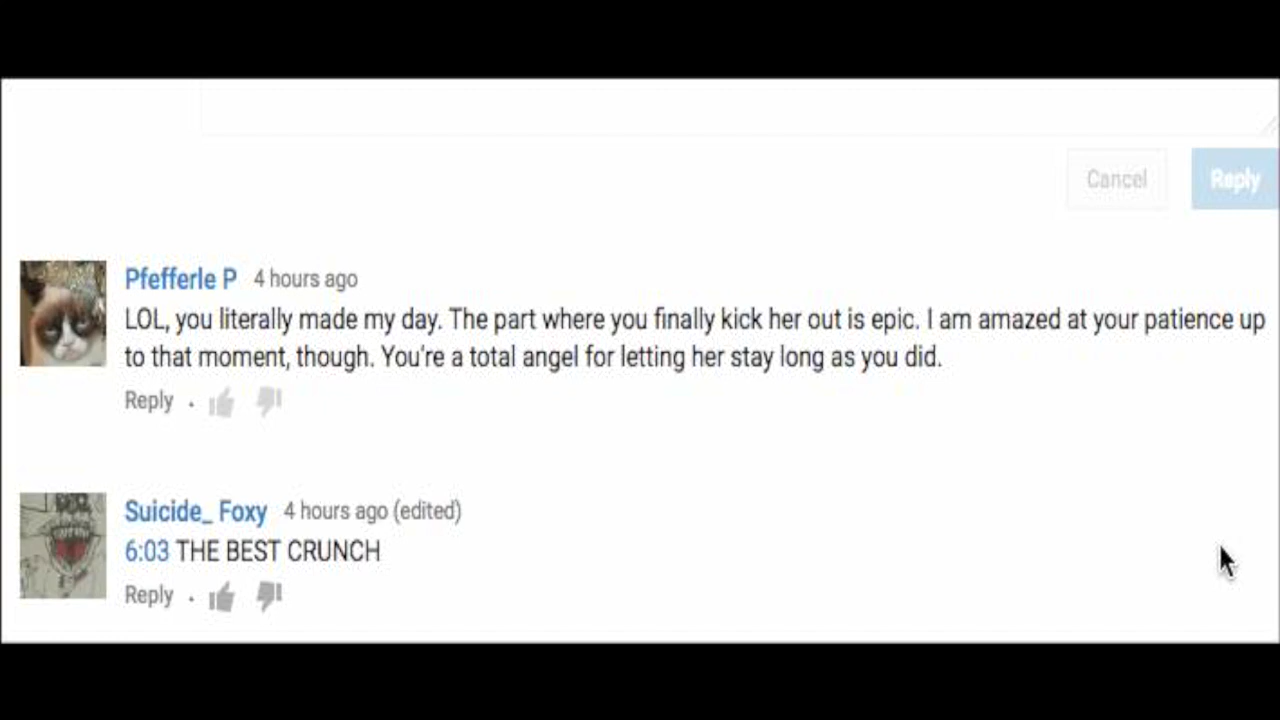 Cancel Reply
Pfefferle P 4 hours ago
LOL, you literally made my day. The part where you finally kick her out is epic. I am amazed at your patience up
to that moment, though. You're a total angel for letting her stay long as you did.
Reply .
Suicide_ Foxy 4 hours ago (edited)
6:03 THE BEST CRUNCH
Reply .